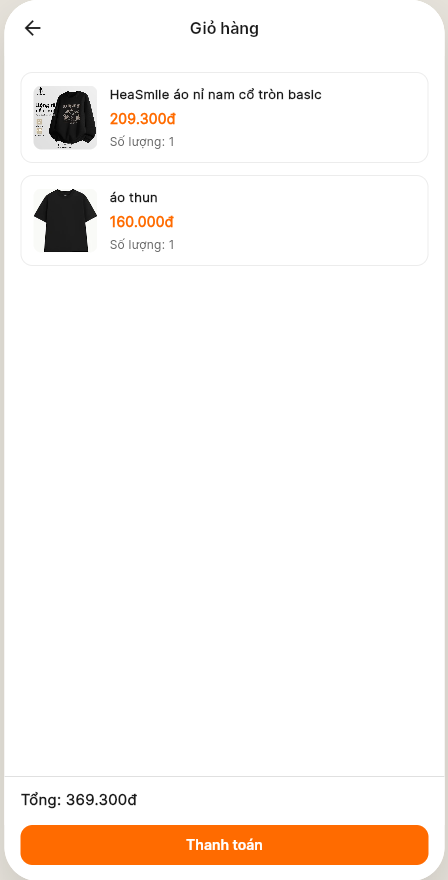 Giỏ hàng
HeaSmile áo nỉ nam cổ tròn basic
209.300đ
Số lượng: 1
áo thun
160.000đ
Số lượng: 1
Tổng: 369.300đ
Thanh toán